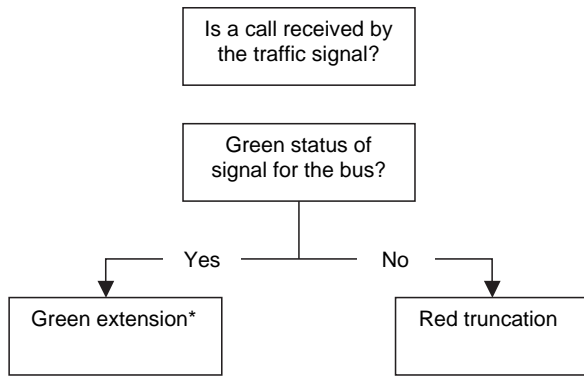 Is a call received by
the traffic signal?
Green status of
signal for the bus?
Yes
No
Green extension*
Red truncation